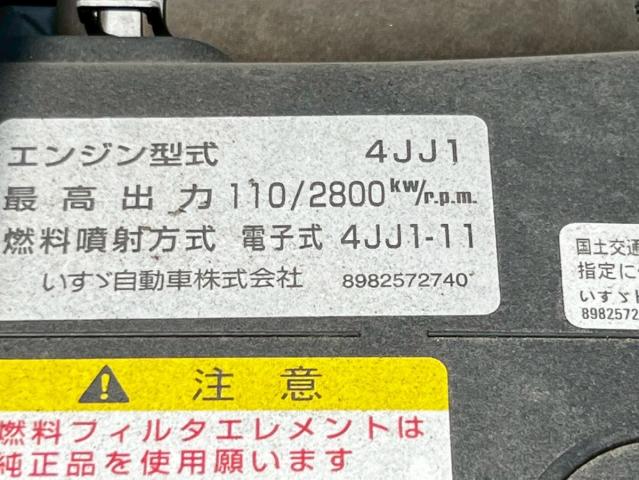 エンジン型式 4JJ1
最高出力 110/2800kW/r.p.m.
燃料噴射方式 電子式 4JJ1-11
いすゞ自動車株式会社 8982572740
国土交通
指定に
いすゞ
8982572
注意
燃料フィルタエレメントは
純正品を使用願います